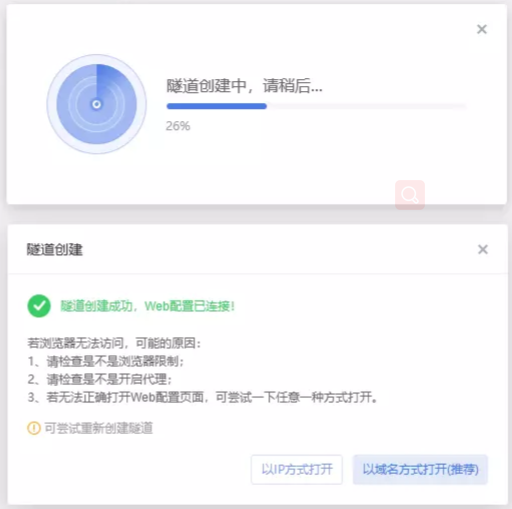 隧道创建中，请稍后...
26%
隧道创建
隧道创建成功，Web配置已连接！
若浏览器无法访问，可能的原因：
1、请检查是不是浏览器限制；
2、请检查是不是开启代理；
3、若无法正确打开Web配置页面，可尝试一下任意一种方式打开。
可尝试重新创建隧道
以IP方式打开
以域名方式打开(推荐)